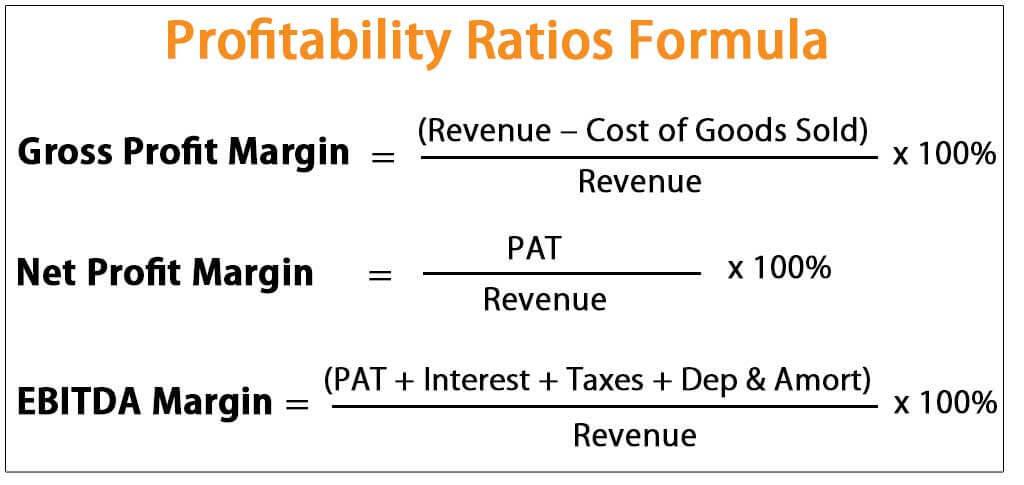 Profitability Ratios Formula
Gross Profit Margin = (Revenue – Cost of Goods Sold) / Revenue x 100%
Net Profit Margin = PAT / Revenue x 100%
EBITDA Margin = (PAT + Interest + Taxes + Dep & Amort) / Revenue x 100%